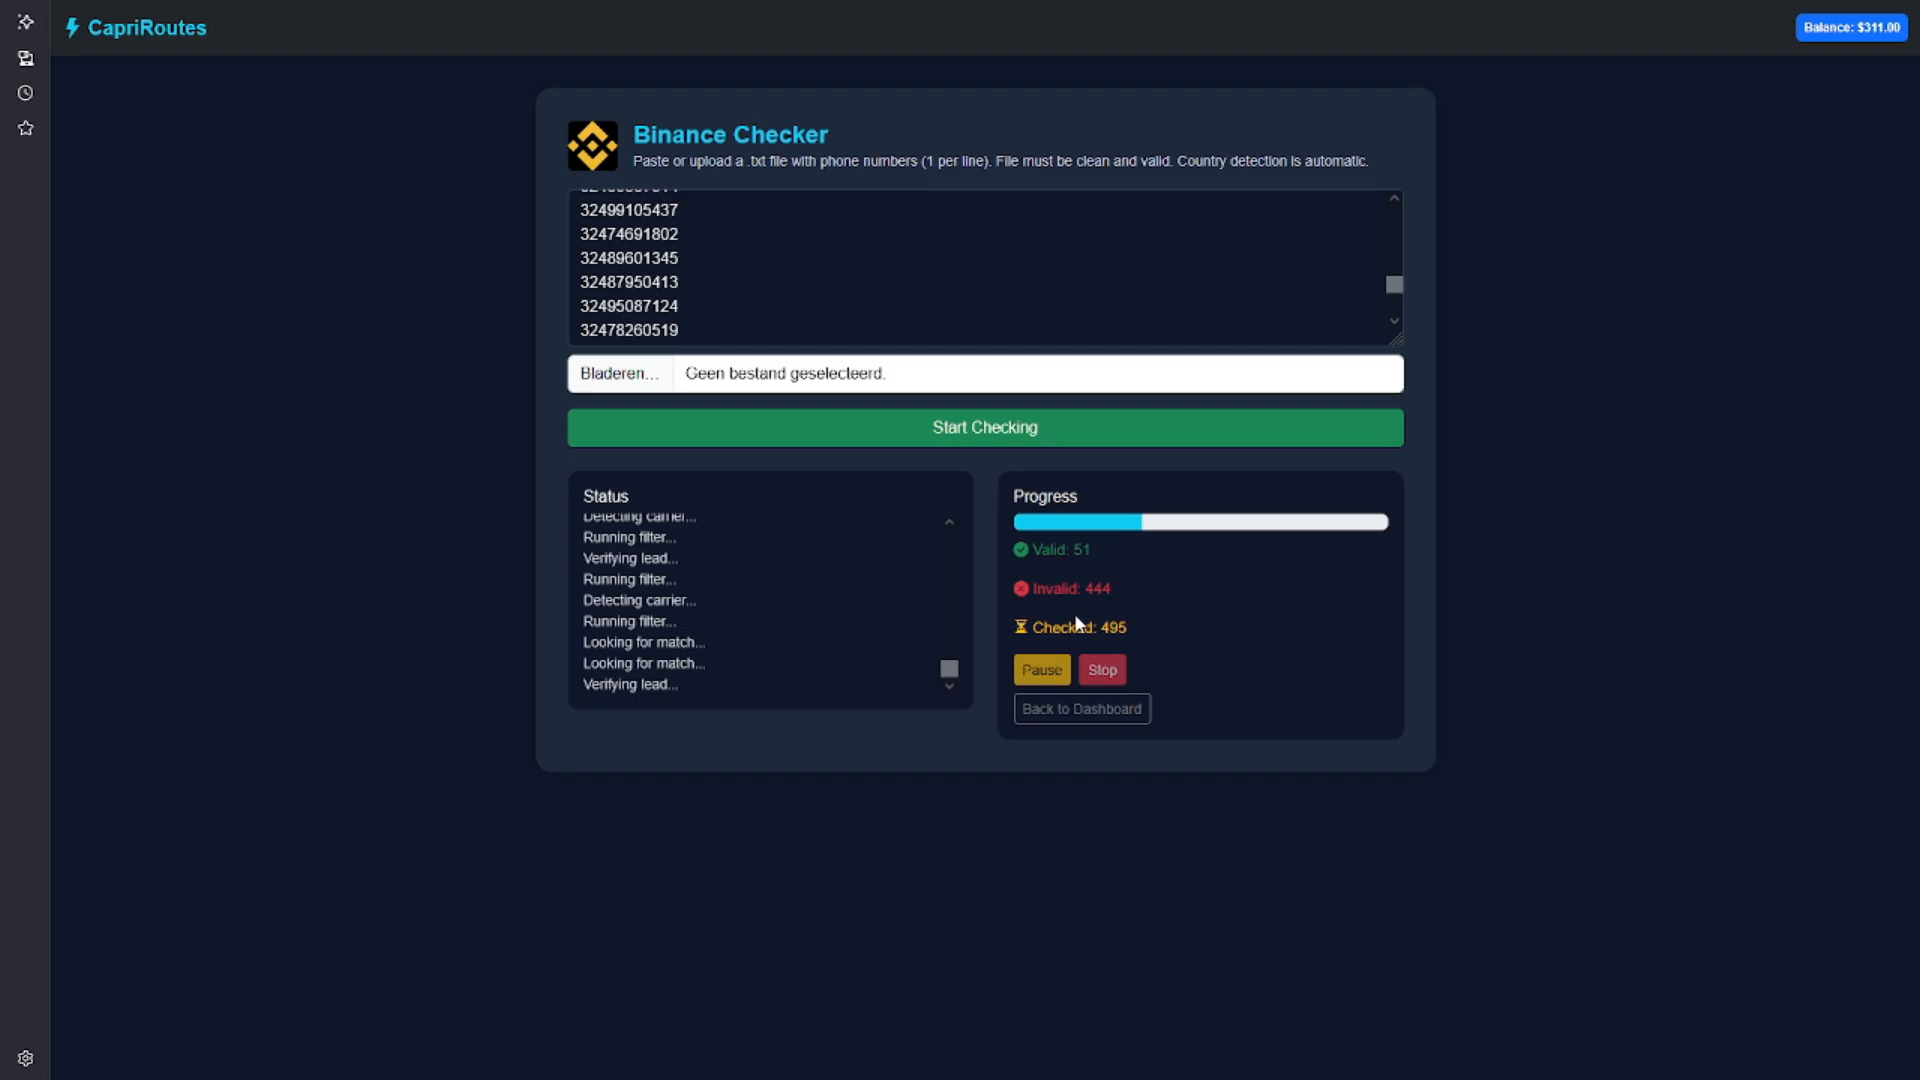 CapriRoutes
Balance: $311.00
Binance Checker
Paste or upload a .txt file with phone numbers (1 per line). File must be clean and valid. Country detection is automatic.
32499105437
32474691802
32489601345
32487950413
32495087124
32478260519
Bladeren... Geen bestand geselecteerd.
Start Checking
Status
Detecting carrier...
Running filter...
Verifying lead...
Running filter...
Detecting carrier...
Running filter...
Looking for match...
Looking for match...
Verifying lead...
Progress
Valid: 51
Invalid: 444
Checked: 495
Pause Stop
Back to Dashboard